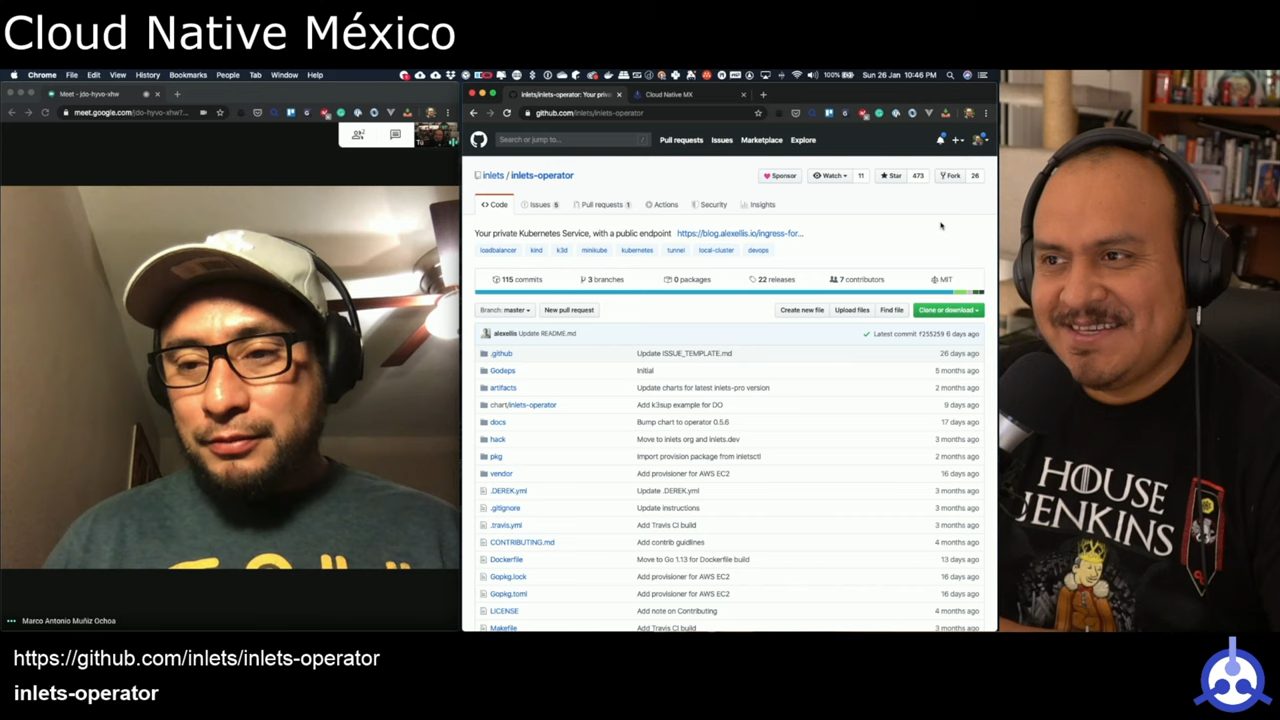 Cloud Native México
Chrome File Edit View History Bookmarks People Tab Window Help
100% Sun 26 Jan 10:46 PM
Meet - jdo-hyvo-xhw
meet.google.com/jdo-hyvo-xhw?...
Tú
inlets/inlets-operator: Your priv
Cloud Native MX
github.com/inlets/inlets-operator
Search or jump to...
Pull requests Issues Marketplace Explore
inlets / inlets-operator
Sponsor Watch 11 Star 473 Fork 26
Code Issues 5 Pull requests 1 Actions Security Insights
Your private Kubernetes Service, with a public endpoint https://blog.alexellis.io/ingress-for...
loadbalancer kind k3d minikube kubernetes tunnel local-cluster devops
115 commits 3 branches 0 packages 22 releases 7 contributors MIT
Branch: master New pull request Create new file Upload files Find file Clone or download
alexellis Update README.md Latest commit f255259 6 days ago
.github Update ISSUE_TEMPLATE.md 26 days ago
Godeps Initial 5 months ago
artifacts Update charts for latest inlets-pro version 2 months ago
chart/inlets-operator Add k3sup example for DO 9 days ago
docs Bump chart to operator 0.5.6 17 days ago
hack Move to inlets org and inlets.dev 3 months ago
pkg Import provision package from inletsctl 2 months ago
vendor Add provisioner for AWS EC2 16 days ago
.DEREK.yml Update .DEREK.yml 3 months ago
.gitignore Update instructions 3 months ago
.travis.yml Add Travis CI build 3 months ago
CONTRIBUTING.md Add contrib guidlines 4 months ago
Dockerfile Move to Go 1.13 for Dockerfile build 13 days ago
Gopkg.lock Add provisioner for AWS EC2 16 days ago
Gopkg.toml Add provisioner for AWS EC2 16 days ago
LICENSE Add note on Contributing 4 months ago
Makefile Add Travis CI build 3 months ago
HOUSE
JENKINS
Marco Antonio Muñiz Ochoa
https://github.com/inlets/inlets-operator
inlets-operator